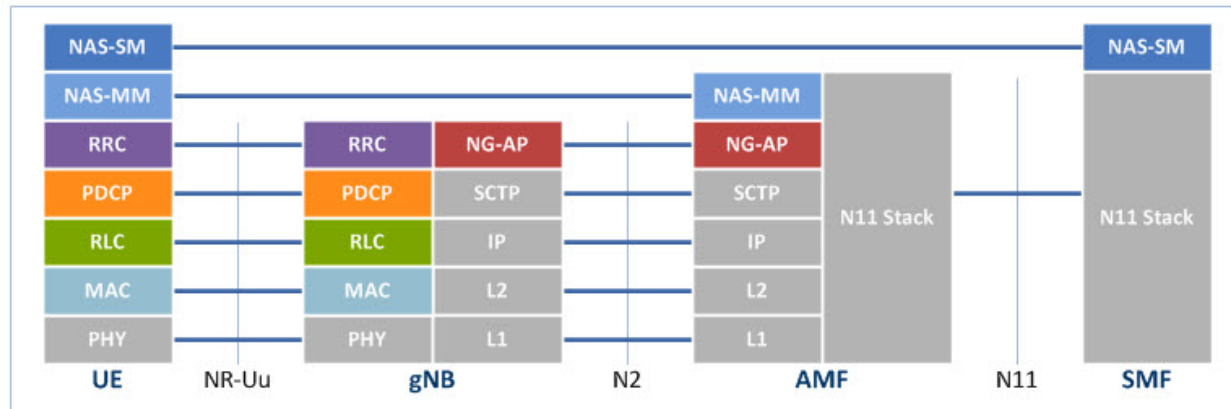 NAS-SM NAS-SM
NAS-MM NAS-MM
RRC RRC NG-AP NG-AP
PDCP PDCP SCTP SCTP N11 Stack N11 Stack
RLC RLC IP IP
MAC MAC L2 L2
PHY PHY L1 L1
UE NR-Uu gNB N2 AMF N11 SMF